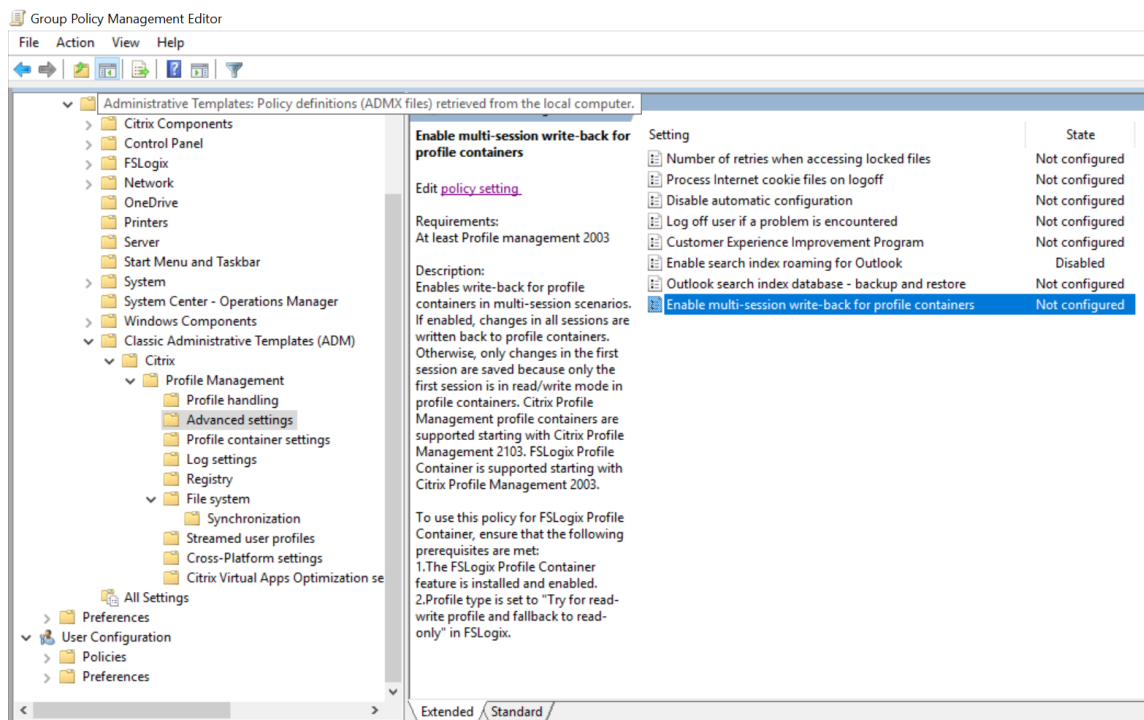 Group Policy Management Editor
File Action View Help
Administrative Templates: Policy definitions (ADMX files) retrieved from the local computer.
Citrix Components
Control Panel
FSLogix
Network
OneDrive
Printers
Server
Start Menu and Taskbar
System
System Center - Operations Manager
Windows Components
Classic Administrative Templates (ADM)
Citrix
Profile Management
Profile handling
Advanced settings
Profile container settings
Log settings
Registry
File system
Synchronization
Streamed user profiles
Cross-Platform settings
Citrix Virtual Apps Optimization se
All Settings
Preferences
User Configuration
Policies
Preferences
Enable multi-session write-back for
profile containers
Edit policy setting
Requirements:
At least Profile management 2003
Description:
Enables write-back for profile
containers in multi-session scenarios.
If enabled, changes in all sessions are
written back to profile containers.
Otherwise, only changes in the first
session are saved because only the
first session is in read/write mode in
profile containers. Citrix Profile
Management profile containers are
supported starting with Citrix Profile
Management 2103. FSLogix Profile
Container is supported starting with
Citrix Profile Management 2003.
To use this policy for FSLogix Profile
Container, ensure that the following
prerequisites are met:
1.The FSLogix Profile Container
feature is installed and enabled.
2.Profile type is set to "Try for read-
write profile and fallback to read-
only" in FSLogix.
Setting State
Number of retries when accessing locked files Not configured
Process Internet cookie files on logoff Not configured
Disable automatic configuration Not configured
Log off user if a problem is encountered Not configured
Customer Experience Improvement Program Not configured
Enable search index roaming for Outlook Disabled
Outlook search index database - backup and restore Not configured
Enable multi-session write-back for profile containers Not configured
Extended Standard